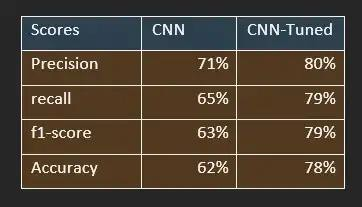 Scores CNN CNN-Tuned
Precision 71% 80%
recall 65% 79%
f1-score 63% 79%
Accuracy 62% 78%